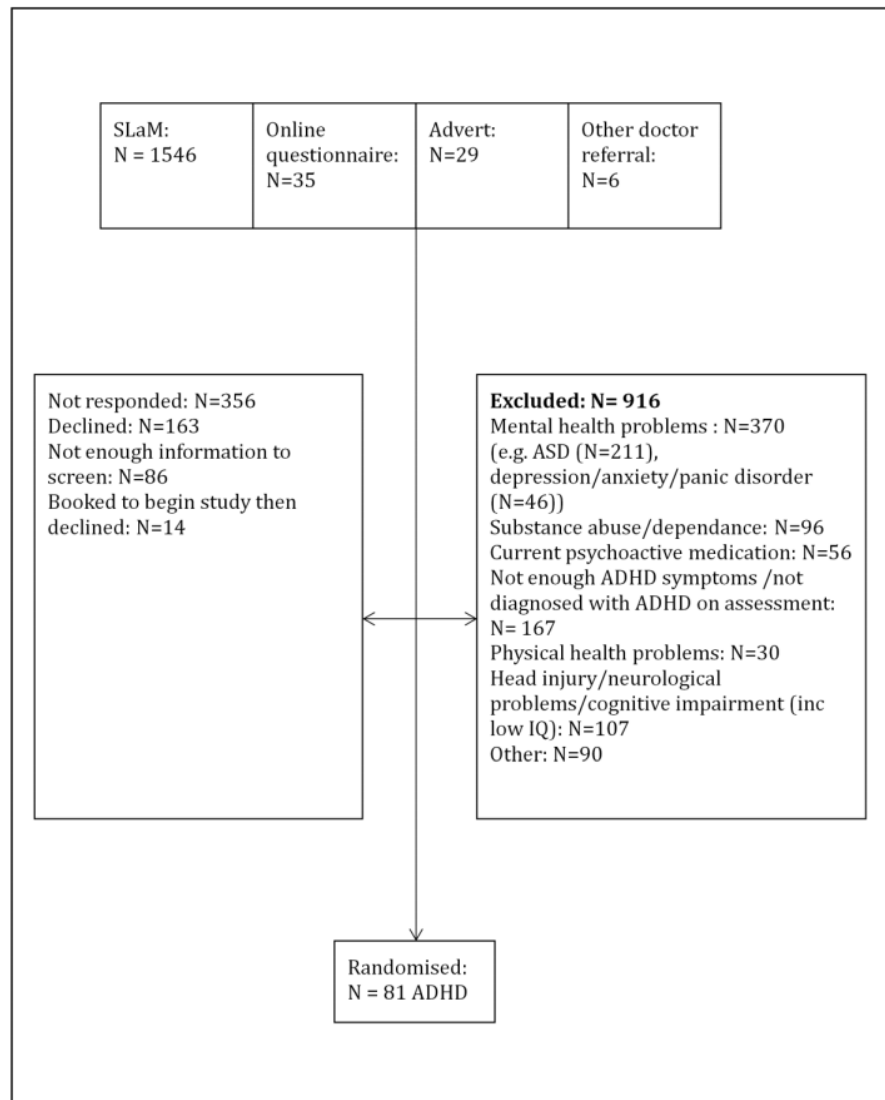 SLaM:
N = 1546
Online
questionnaire:
N=35
Advert:
N=29
Other doctor
referral:
N=6
Not responded: N=356
Declined: N=163
Not enough information to
screen: N=86
Booked to begin study then
declined: N=14
Excluded: N= 916
Mental health problems : N=370
(e.g. ASD (N=211),
depression/anxiety/panic disorder
(N=46))
Substance abuse/dependance: N=96
Current psychoactive medication: N=56
Not enough ADHD symptoms /not
diagnosed with ADHD on assessment:
N= 167
Physical health problems: N=30
Head injury/neurological
problems/cognitive impairment (inc
low IQ): N=107
Other: N=90
Randomised:
N = 81 ADHD